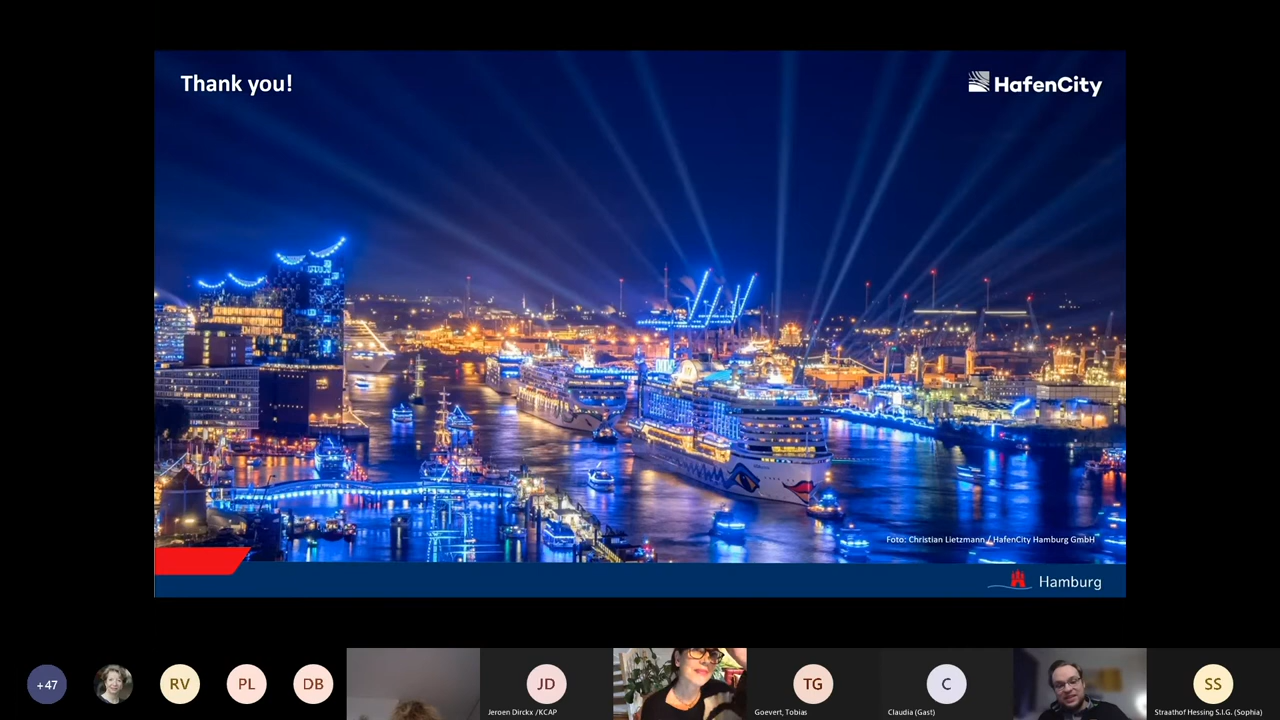 Thank you!
HafenCity
Foto: Christian Lietzmann / HafenCity Hamburg GmbH
Hamburg
+47
RV
PL
DB
JD
Jeroen Dirckx /KCAP
TG
Goevert, Tobias
C
Claudia (Gast)
SS
Straathof Hessing S.I.G. (Sophia)